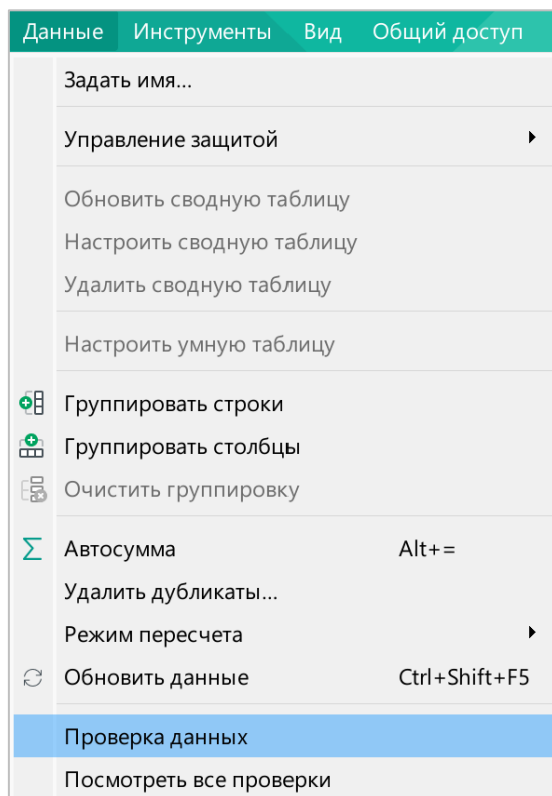 Данные Инструменты Вид Общий доступ
Задать имя...
Управление защитой
Обновить сводную таблицу
Настроить сводную таблицу
Удалить сводную таблицу
Настроить умную таблицу
Группировать строки
Группировать столбцы
Очистить группировку
Автосумма Alt+=
Удалить дубликаты...
Режим пересчета
Обновить данные Ctrl+Shift+F5
Проверка данных
Посмотреть все проверки